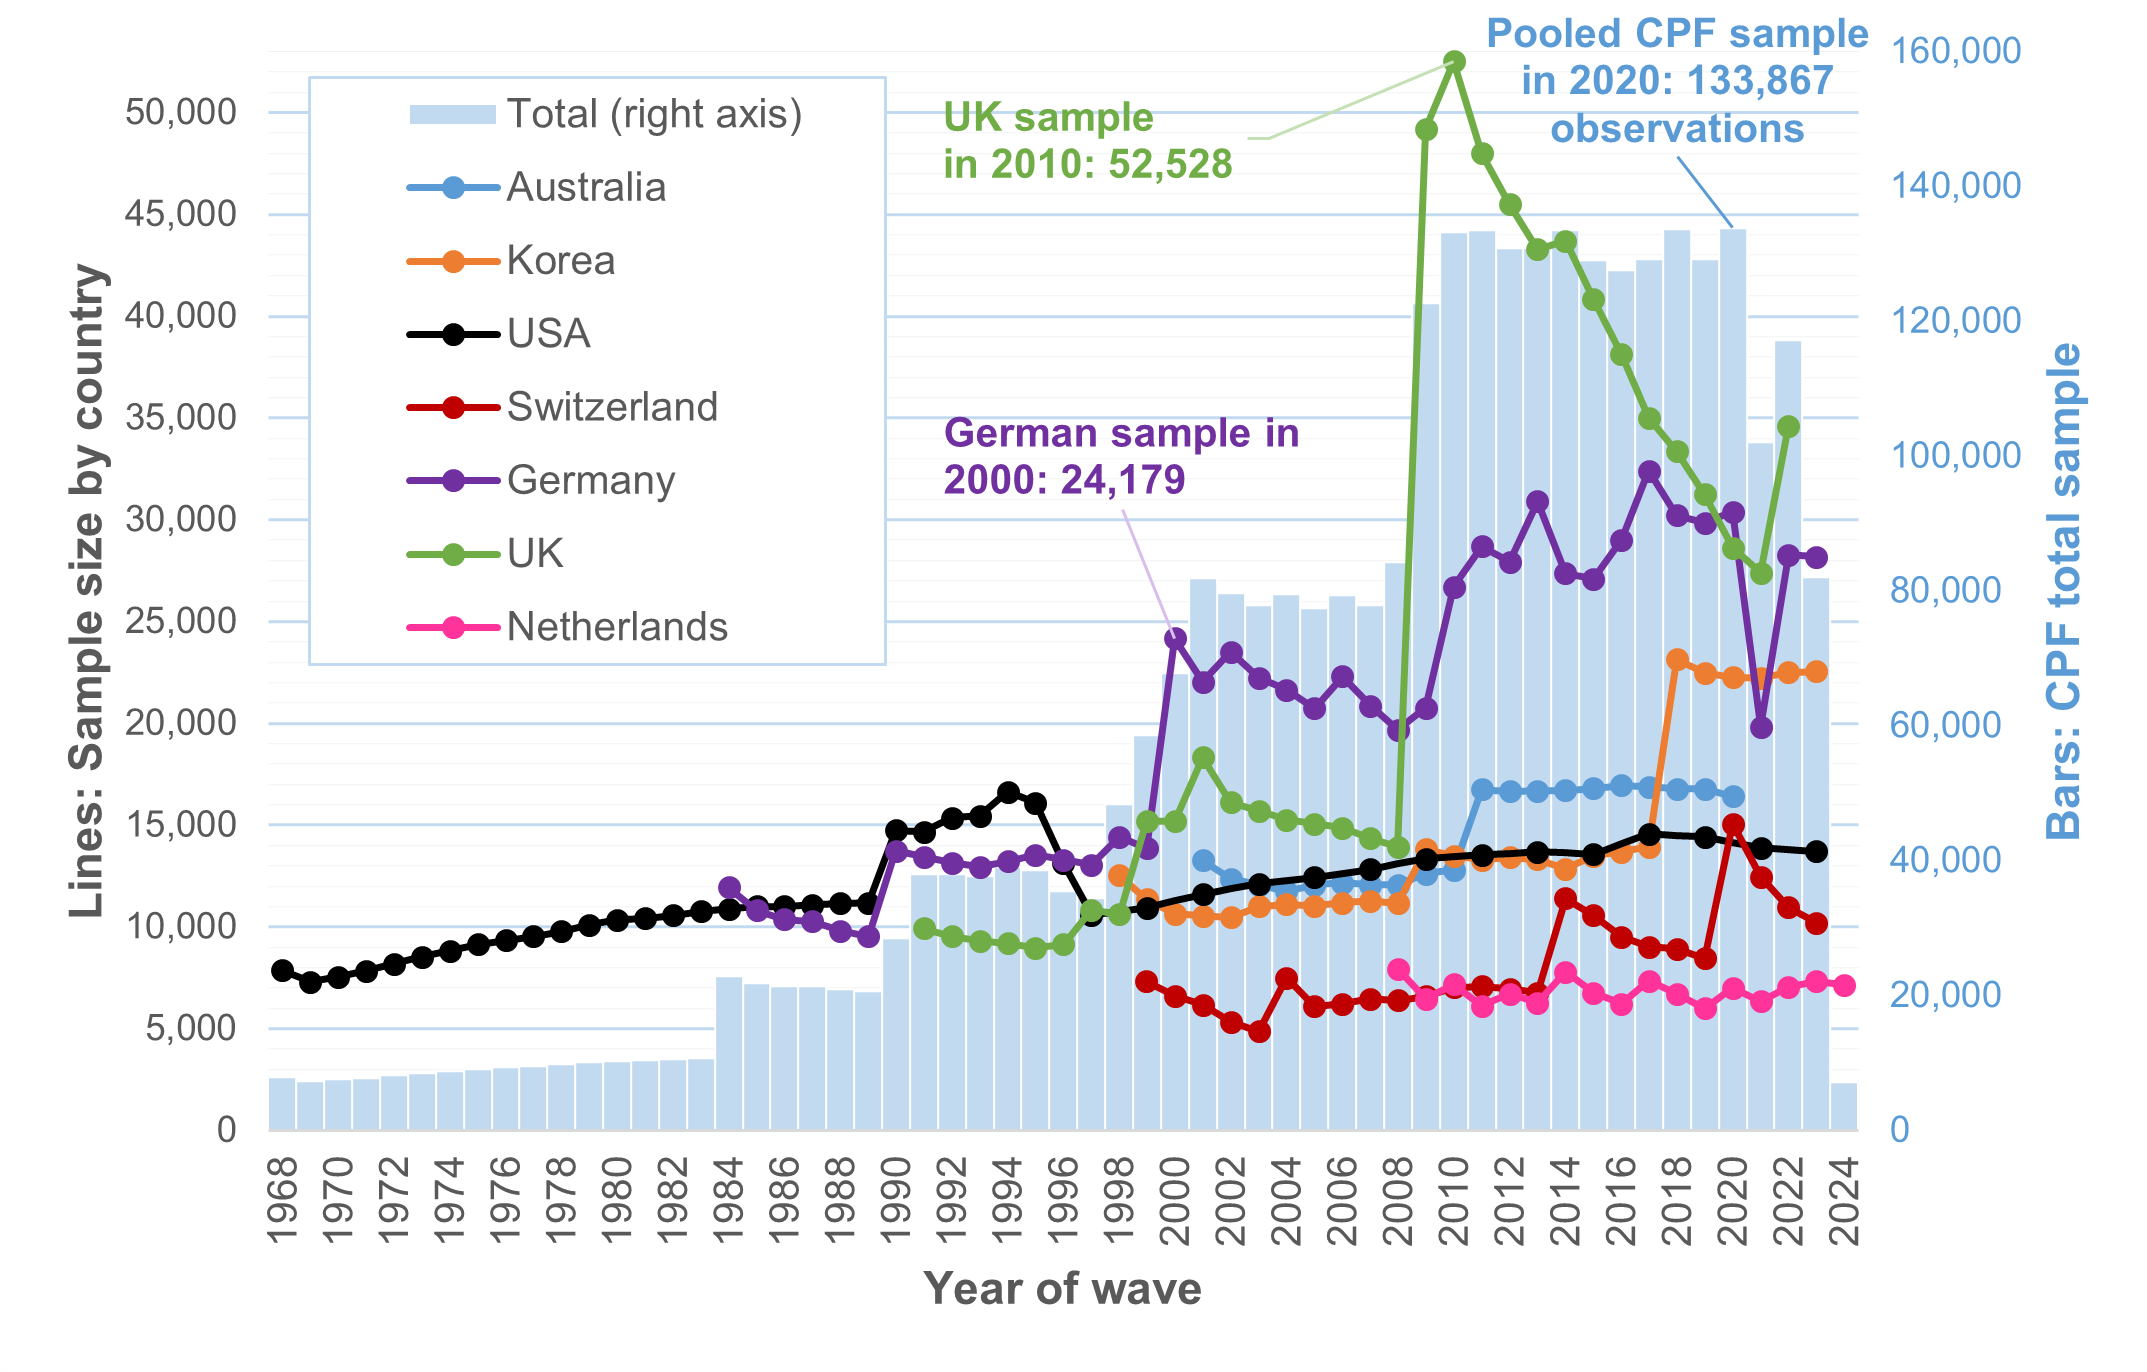 Pooled CPF sample
in 2020: 133,867
observations
UK sample
in 2010: 52,528
German sample in
2000: 24,179
Total (right axis)
Australia
Korea
USA
Switzerland
Germany
UK
Netherlands
Lines: Sample size by country
50,000
45,000
40,000
35,000
30,000
25,000
20,000
15,000
10,000
5,000
0
160,000
140,000
120,000
100,000
80,000
60,000
40,000
20,000
0
Bars: CPF total sample
1968
1970
1972
1974
1976
1978
1980
1982
1984
1986
1988
1990
1992
1994
1996
1998
2000
2002
2004
2006
2008
2010
2012
2014
2016
2018
2020
2022
2024
Year of wave